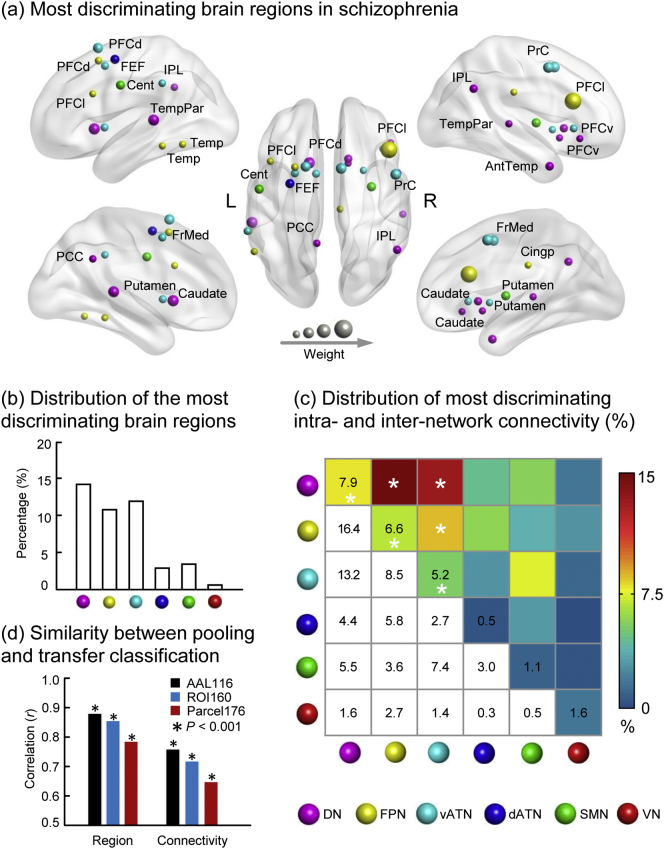 (a) Most discriminating brain regions in schizophrenia
PFCd
PFCd
FEF
IPL
Cent
PFCl
TempPar
Temp
Temp
PrC
IPL
PFCl
TempPar
PFCv
PFCv
AntTemp
PFCl
PFCd
PFCl
Cent
FEF
PrC
L
R
PCC
IPL
FrMed
PCC
Putamen
Caudate
FrMed
Cingp
Putamen
Caudate
Putamen
Caudate
Weight
(b) Distribution of the most
discriminating brain regions
Percentage (%)
20
15
10
5
0
(c) Distribution of most discriminating
intra- and inter-network connectivity (%)
7.9 * * *
16.4 6.6 * *
13.2 8.5 5.2 *
4.4 5.8 2.7 0.5
5.5 3.6 7.4 3.0 1.1
1.6 2.7 1.4 0.3 0.5 1.6
15
7.5
0
%
DN FPN vATN dATN SMN VN
(d) Similarity between pooling
and transfer classification
Correlation (r)
1.0
0.9
0.8
0.7
0.6
0.5
AAL116
ROI160
Parcel176
* P < 0.001
* * * * * *
Region Connectivity